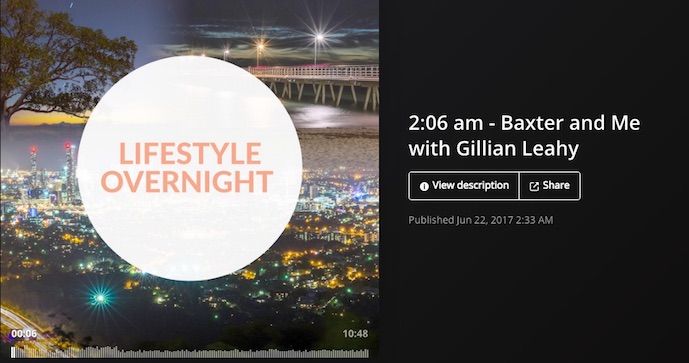 LIFESTYLE
OVERNIGHT
00:06
10:48
2:06 am - Baxter and Me
with Gillian Leahy
View description
Share
Published Jun 22, 2017 2:33 AM